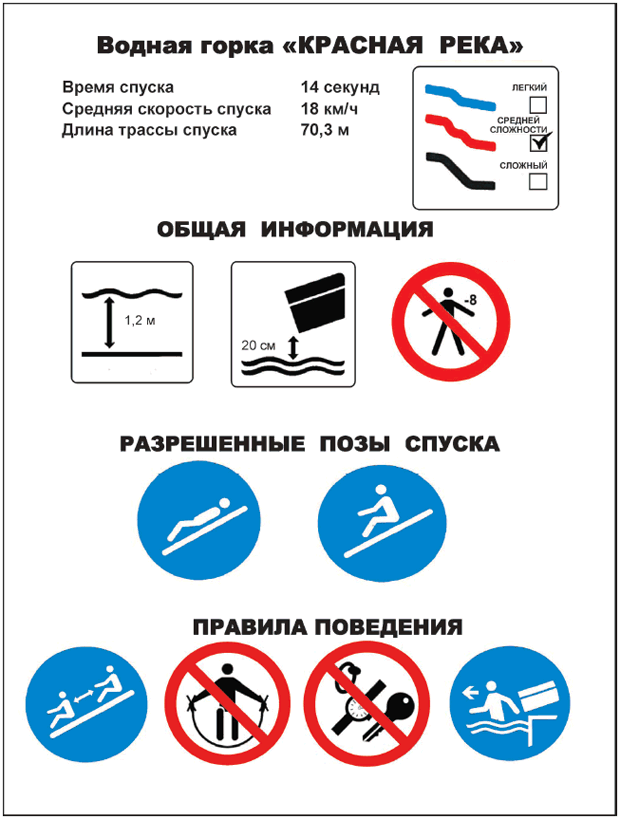 Водная горка «КРАСНАЯ РЕКА»
Время спуска 14 секунд
Средняя скорость спуска 18 км/ч
Длина трассы спуска 70,3 м
ЛЕГКИЙ
СРЕДНЕЙ
СЛОЖНОСТИ
СЛОЖНЫЙ
ОБЩАЯ ИНФОРМАЦИЯ
1,2 м
20 см
-8
РАЗРЕШЕННЫЕ ПОЗЫ СПУСКА
ПРАВИЛА ПОВЕДЕНИЯ